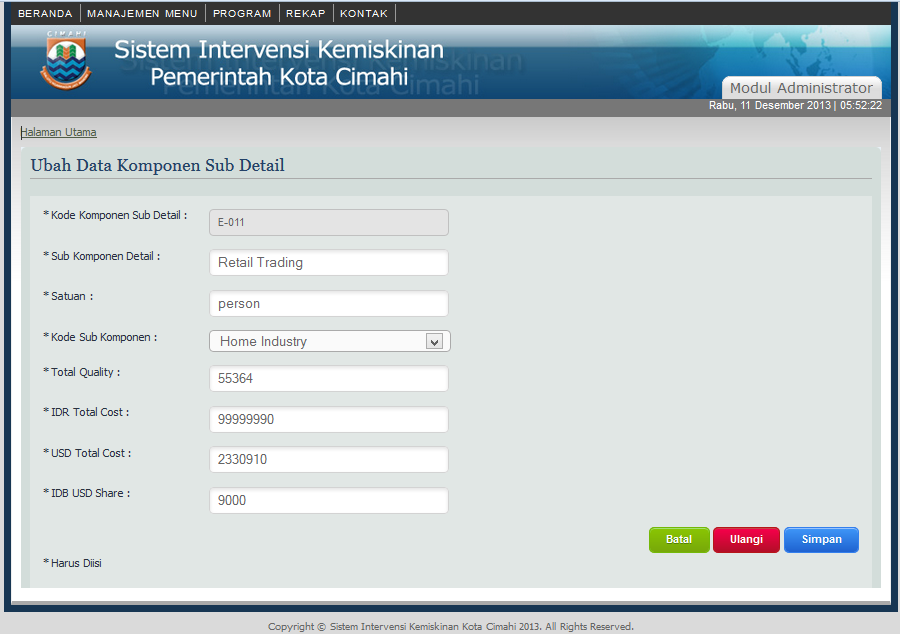 BERANDA MANAJEMEN MENU PROGRAM REKAP KONTAK
CIMAHI
Sistem Intervensi Kemiskinan
Pemerintah Kota Cimahi
Modul Administrator
Rabu, 11 Desember 2013 | 05:52:22
Halaman Utama
Ubah Data Komponen Sub Detail
* Kode Komponen Sub Detail : E-011
* Sub Komponen Detail : Retail Trading
* Satuan : person
* Kode Sub Komponen : Home Industry
* Total Quality : 55364
* IDR Total Cost : 99999990
* USD Total Cost : 2330910
* IDB USD Share : 9000
Batal Ulangi Simpan
* Harus Diisi
Copyright © Sistem Intervensi Kemiskinan Kota Cimahi 2013. All Rights Reserved.